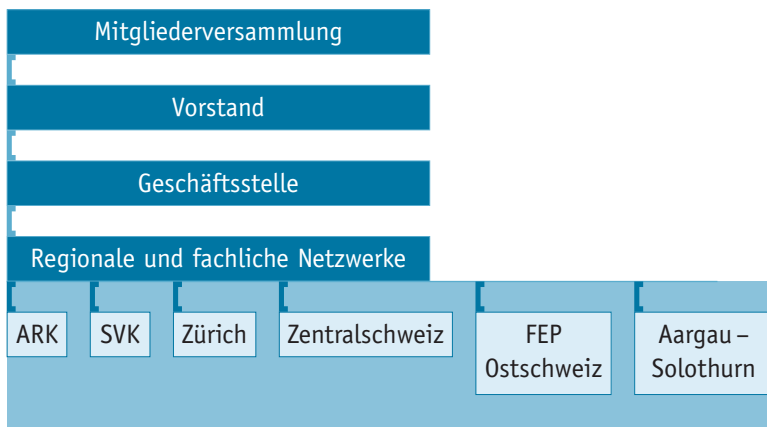 Mitgliederversammlung
Vorstand
Geschäftsstelle
Regionale und fachliche Netzwerke
ARK
SVK
Zürich
Zentralschweiz
FEP
Ostschweiz
Aargau –
Solothurn